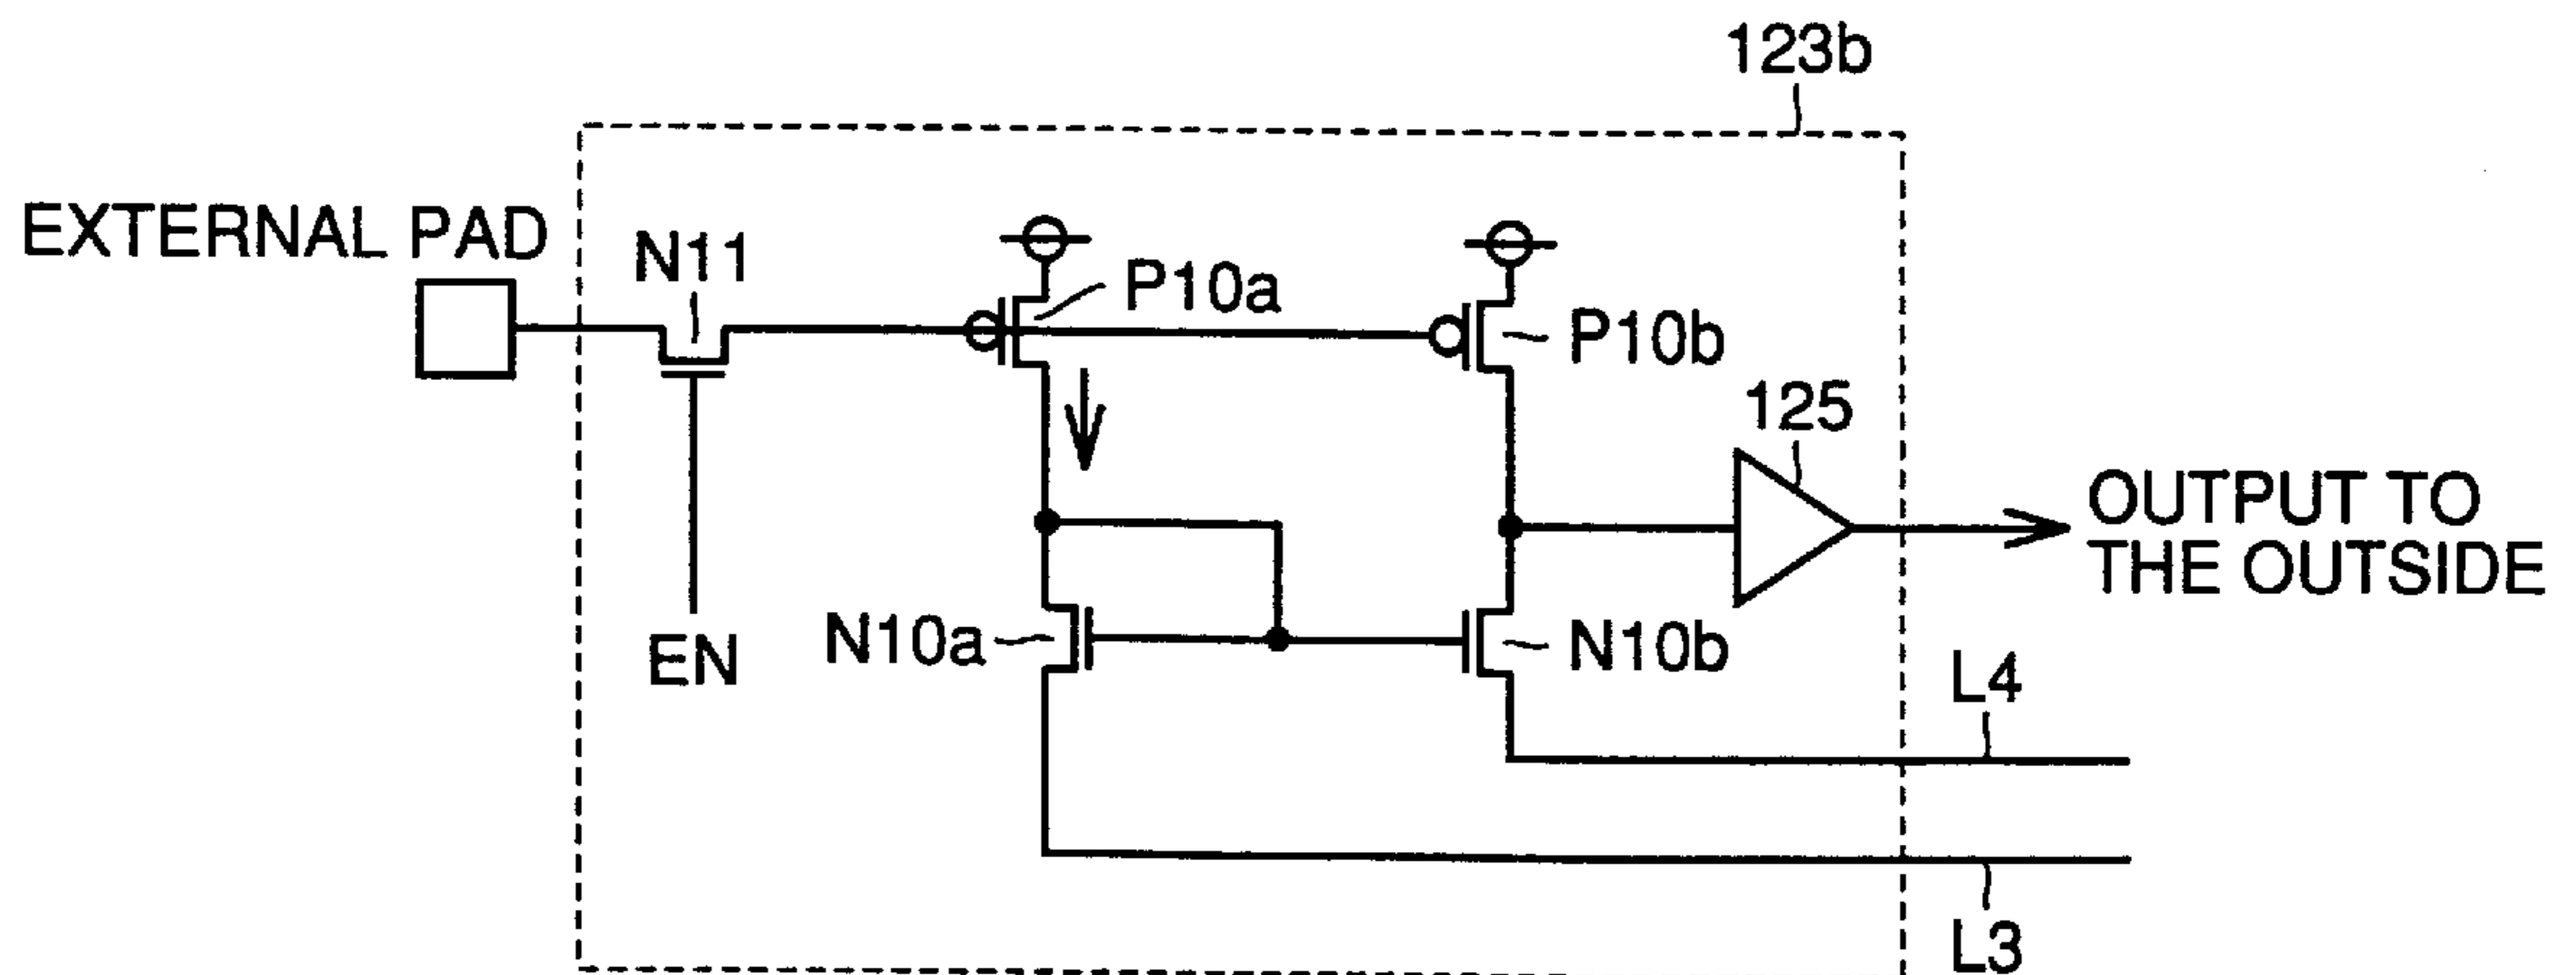 123b
EXTERNAL PAD
N11
P10a
P10b
125
OUTPUT TO
THE OUTSIDE
N10a
N10b
EN
L4
L3